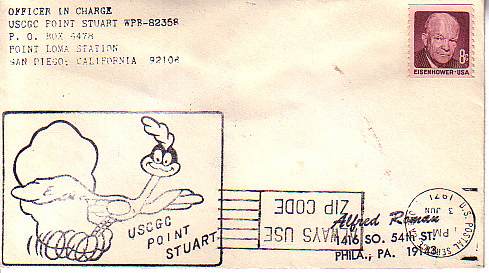 OFFICER IN CHARGE
USCGC POINT STUART WPB-82358
P. O. BOX 6478
POINT LOMA STATION
SAN DIEGO, CALIFORNIA 92106
8¢
EISENHOWER·USA
USCGC
POINT
STUART
ALWAYS USE
ZIP CODE
U.S. POSTAL SER
PM
3 JUN
1971
Alfred Roman
1416 SO. 54th ST.
PHILA., PA. 19143